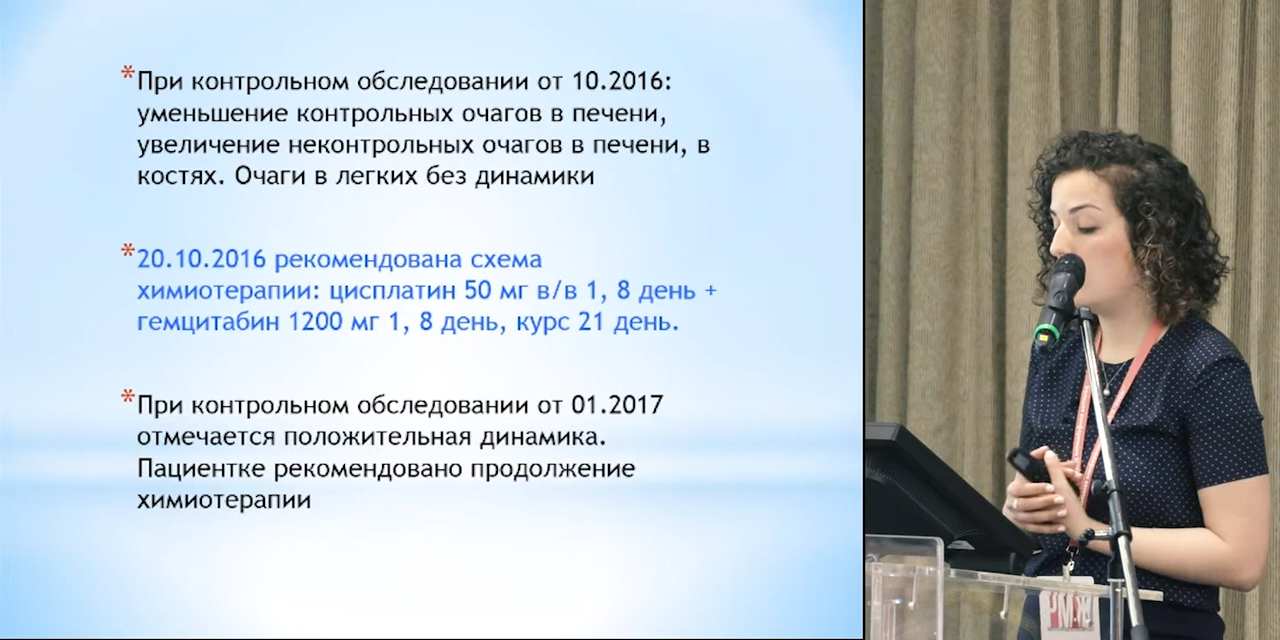 *При контрольном обследовании от 10.2016:
уменьшение контрольных очагов в печени,
увеличение неконтрольных очагов в печени, в
костях. Очаги в легких без динамики
*20.10.2016 рекомендована схема
химиотерапии: цисплатин 50 мг в/в 1, 8 день +
гемцитабин 1200 мг 1, 8 день, курс 21 день.
*При контрольном обследовании от 01.2017
отмечается положительная динамика.
Пациентке рекомендовано продолжение
химиотерапии